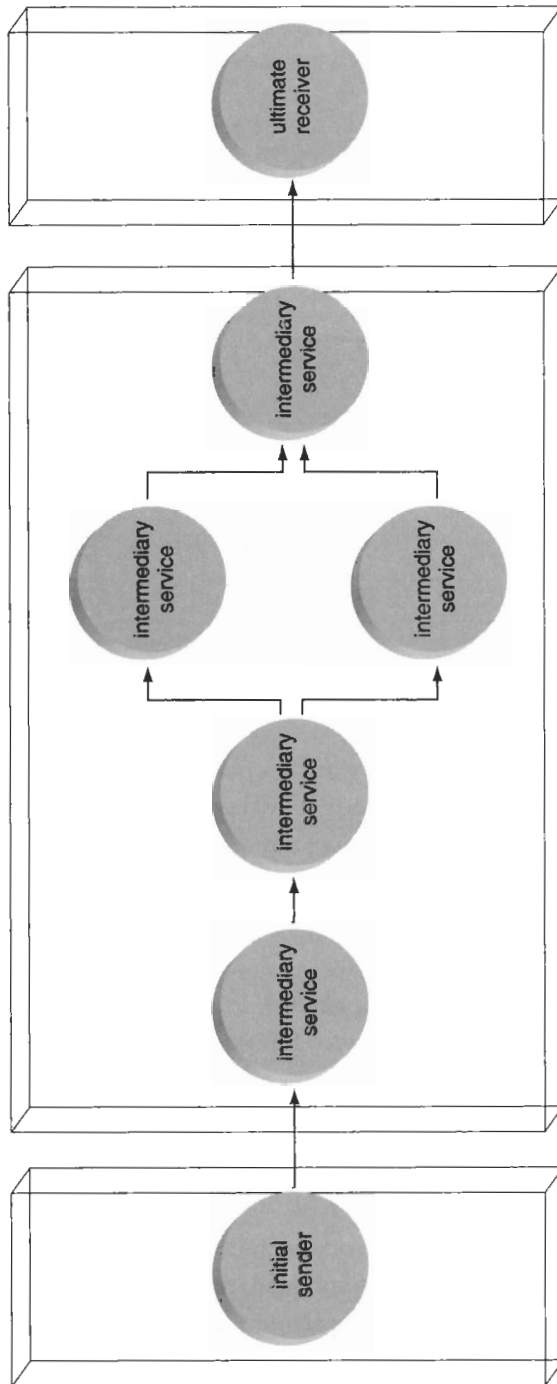 initial
sender
intermediary
service
intermediary
service
intermediary
service
intermediary
service
intermediary
service
ultimate
receiver